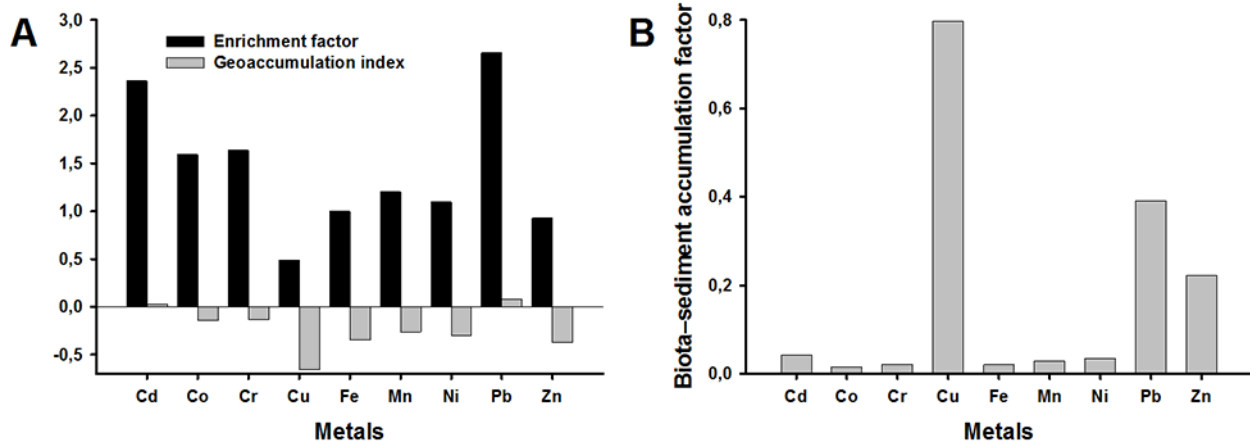 A
Enrichment factor
Geoaccumulation index
3,0
2,5
2,0
1,5
1,0
0,5
0,0
-0,5
Cd Co Cr Cu Fe Mn Ni Pb Zn
Metals
B
Biota–sediment accumulation factor
0,8
0,6
0,4
0,2
0,0
Cd Co Cr Cu Fe Mn Ni Pb Zn
Metals